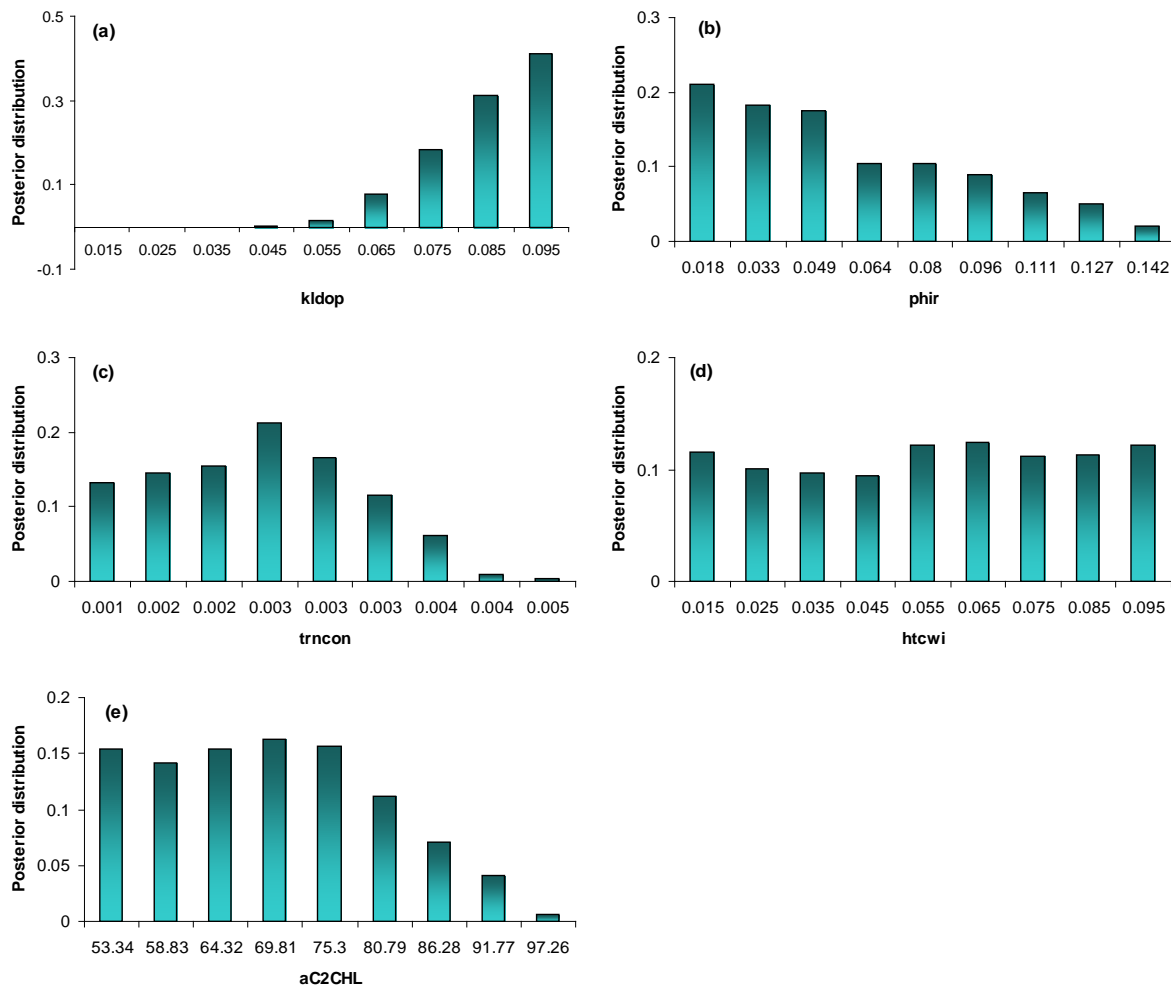 (a)
Posterior distribution
0.5
0.3
0.1
-0.1
0.015 0.025 0.035 0.045 0.055 0.065 0.075 0.085 0.095
kldop
(b)
Posterior distribution
0.3
0.2
0.1
0
0.018 0.033 0.049 0.064 0.08 0.096 0.111 0.127 0.142
phir
(c)
Posterior distribution
0.3
0.2
0.1
0
0.001 0.002 0.002 0.003 0.003 0.003 0.004 0.004 0.005
trncon
(d)
Posterior distribution
0.2
0.1
0
0.015 0.025 0.035 0.045 0.055 0.065 0.075 0.085 0.095
htcwi
(e)
Posterior distribution
0.2
0.15
0.1
0.05
0
53.34 58.83 64.32 69.81 75.3 80.79 86.28 91.77 97.26
aC2CHL